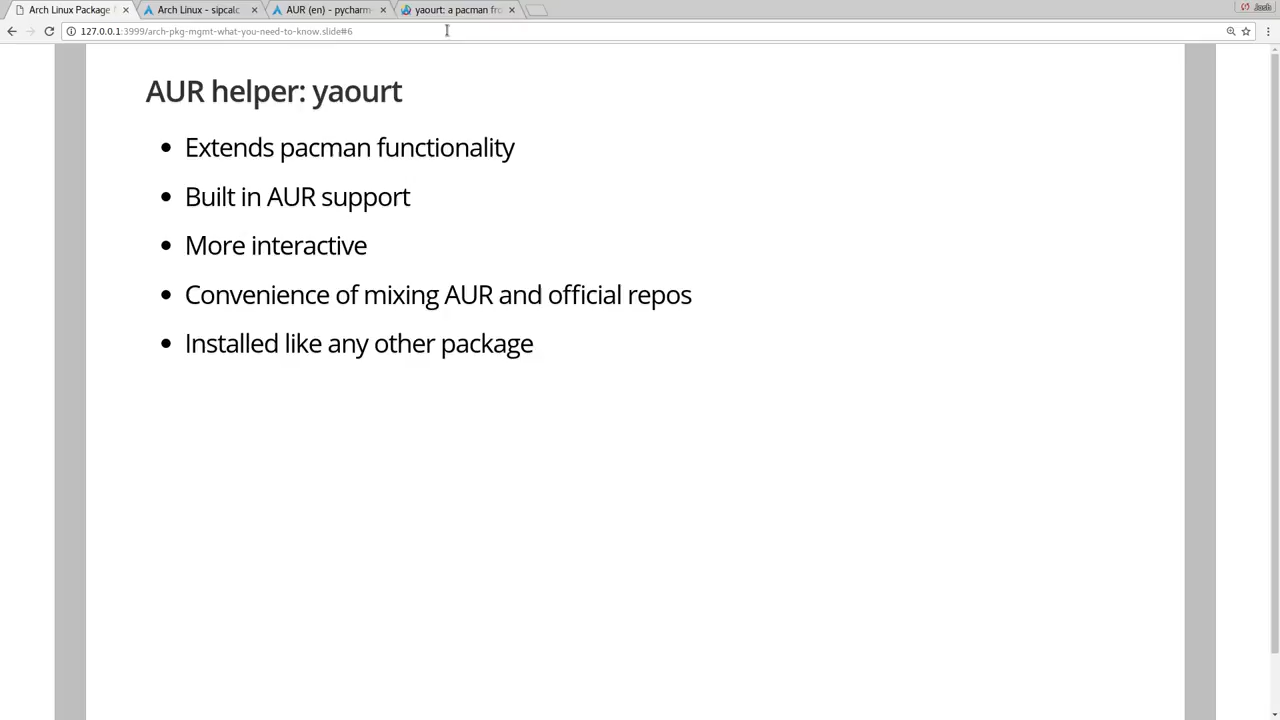 Arch Linux Package
Arch Linux - sipcalc
AUR (en) - pycharm
yaourt: a pacman fro
Josh
127.0.0.1:3999/arch-pkg-mgmt-what-you-need-to-know.slide#6
AUR helper: yaourt
• Extends pacman functionality
• Built in AUR support
• More interactive
• Convenience of mixing AUR and official repos
• Installed like any other package